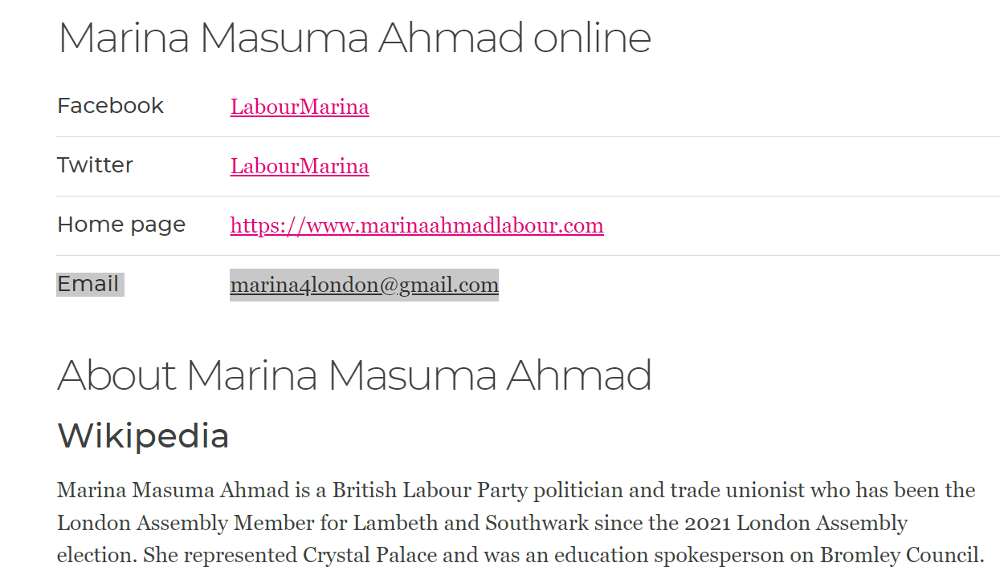 Marina Masuma Ahmad online
Facebook LabourMarina
Twitter LabourMarina
Home page https://www.marinaahmadlabour.com
Email marina4london@gmail.com
About Marina Masuma Ahmad
Wikipedia
Marina Masuma Ahmad is a British Labour Party politician and trade unionist who has been the
London Assembly Member for Lambeth and Southwark since the 2021 London Assembly
election. She represented Crystal Palace and was an education spokesperson on Bromley Council.